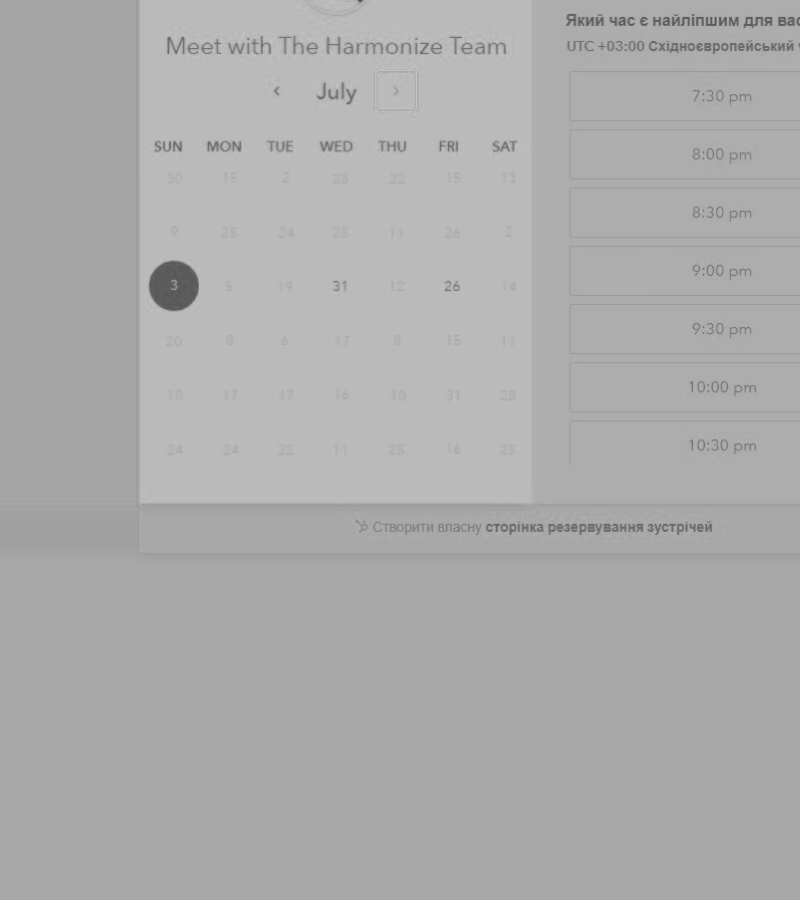 Meet with The Harmonize Team
‹ July ›
SUN MON TUE WED THU FRI SAT
30 15 2 28 22 15 13
9 25 24 25 11 26 2
3 5 19 31 12 26 14
20 8 6 17 8 15 11
10 17 17 16 10 31 28
24 24 22 11 25 16 25
Який час є найліпшим для
UTC +03:00 Східноєвропейський
7:30 pm
8:00 pm
8:30 pm
9:00 pm
9:30 pm
10:00 pm
10:30 pm
Створити власну сторінка резервування зустрічей